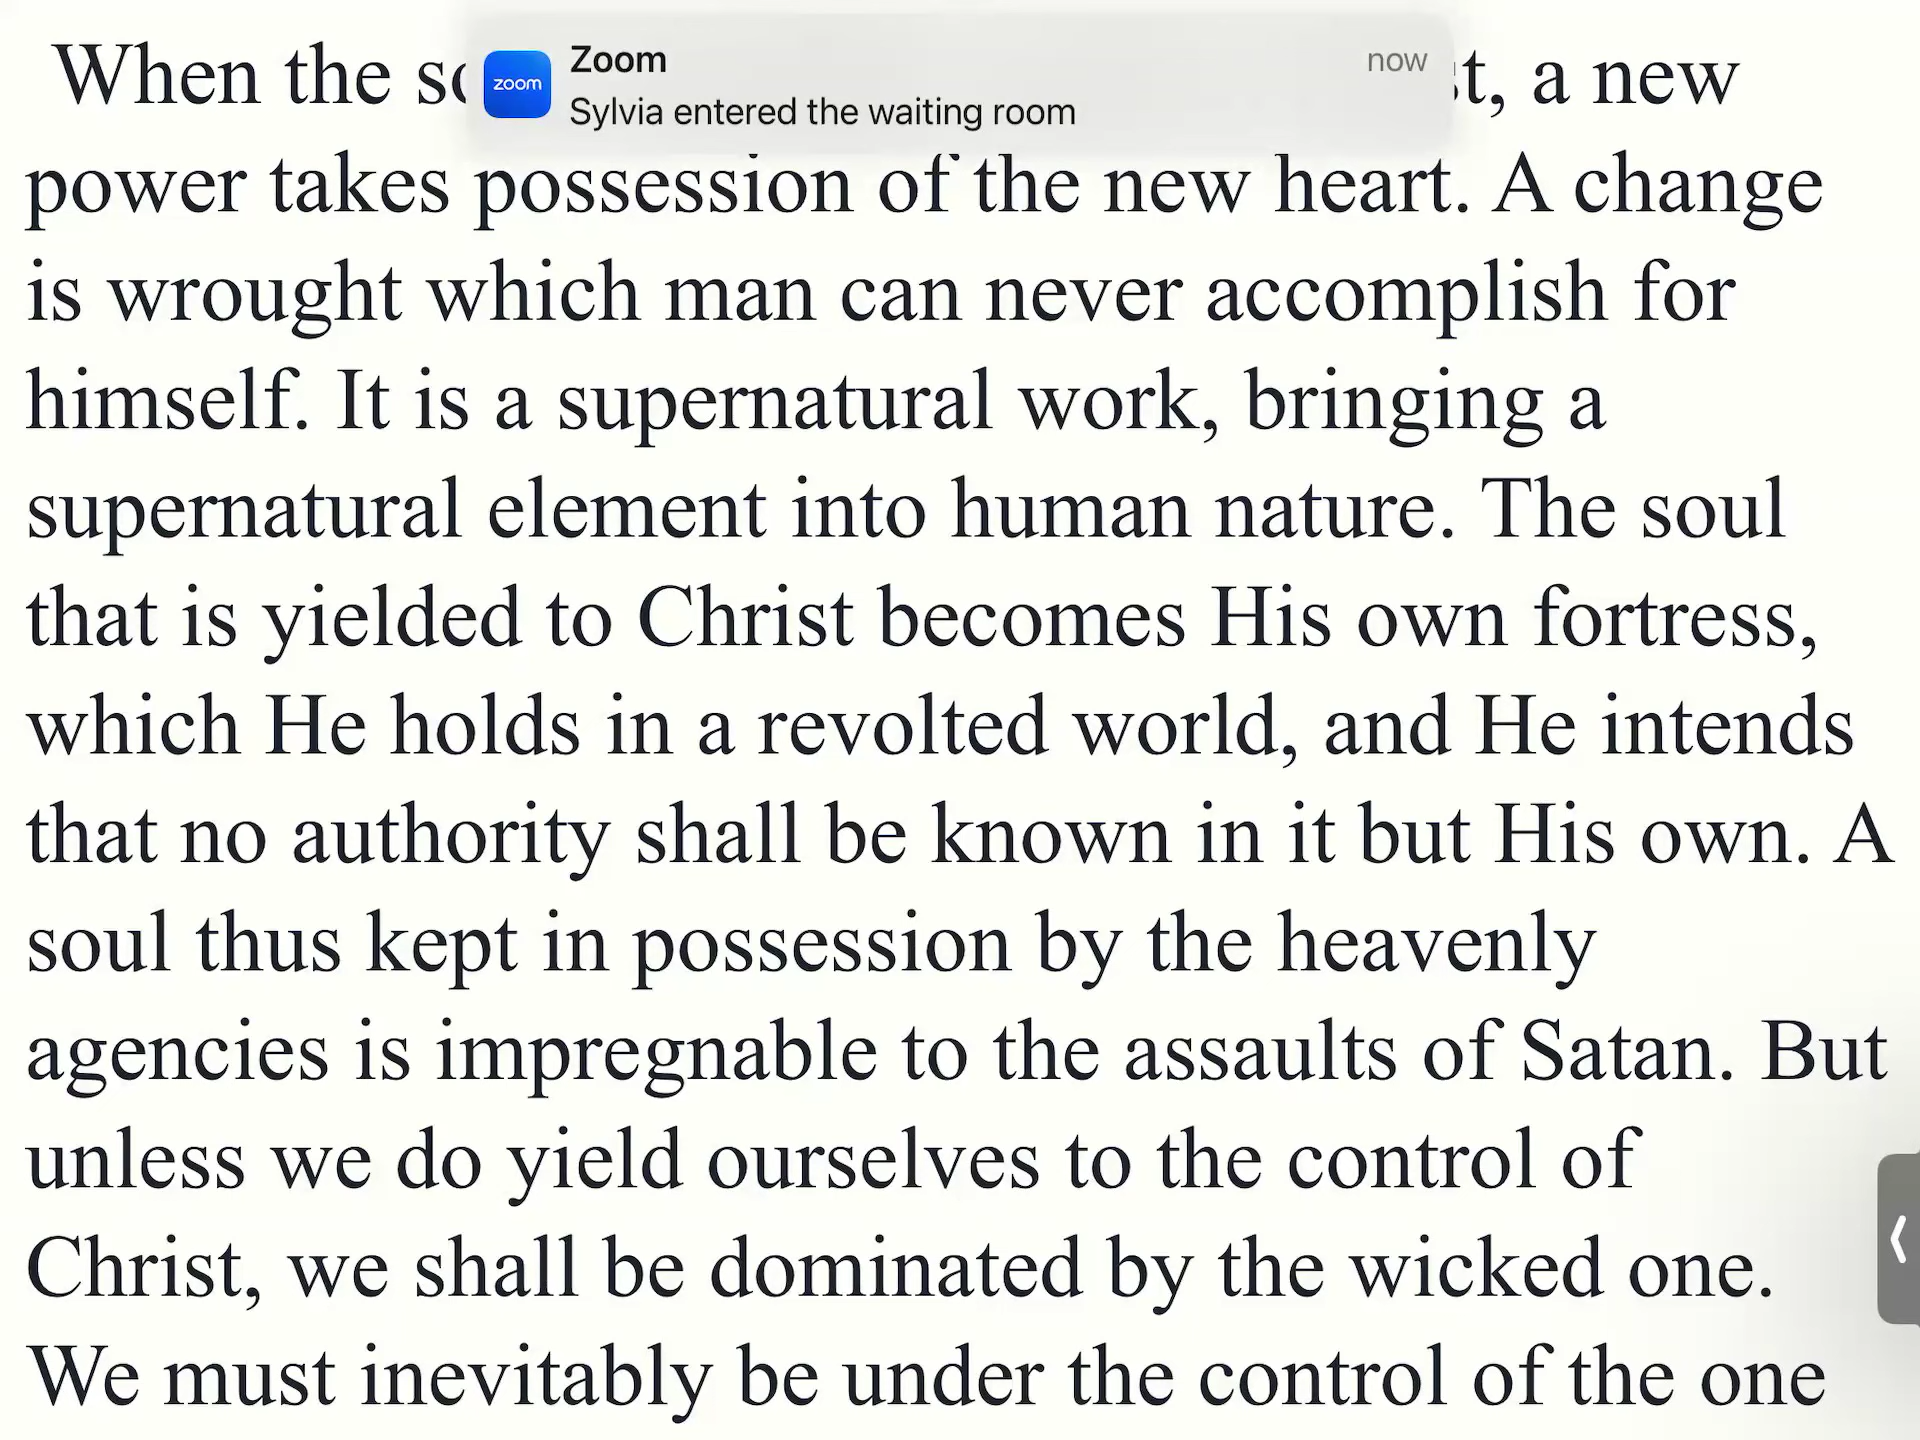 When the
Zoom
now
zoom
Sylvia entered the waiting room
a new
power takes possession of the new heart. A change
is wrought which man can never accomplish for
himself. It is a supernatural work, bringing a
supernatural element into human nature. The soul
that is yielded to Christ becomes His own fortress,
which He holds in a revolted world, and He intends
that no authority shall be known in it but His own. A
soul thus kept in possession by the heavenly
agencies is impregnable to the assaults of Satan. But
unless we do yield ourselves to the control of
Christ, we shall be dominated by the wicked one.
We must inevitably be under the control of the one